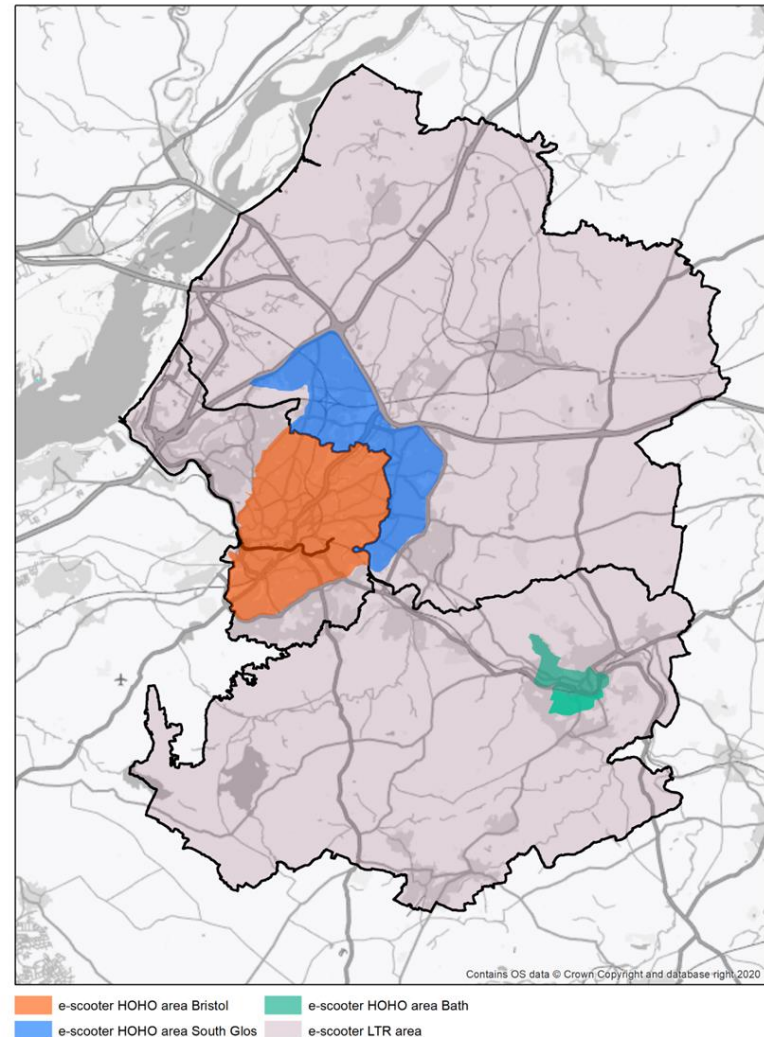 Contains OS data © Crown Copyright and database right 2020
e-scooter HOHO area Bristol
e-scooter HOHO area Bath
e-scooter HOHO area South Glos
e-scooter LTR area